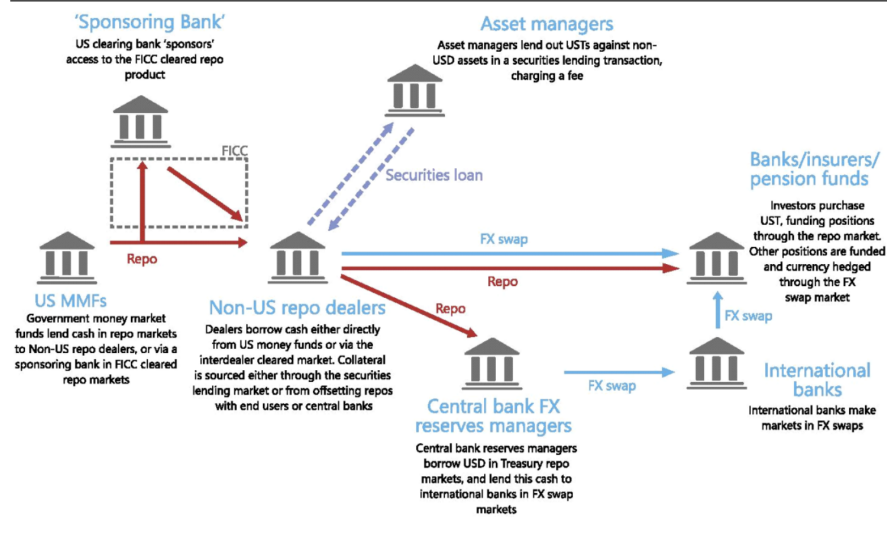 'Sponsoring Bank'
US clearing bank 'sponsors'
access to the FICC cleared repo
product
Asset managers
Asset managers lend out USTs against non-
USD assets in a securities lending transaction,
charging a fee
FICC
Securities loan
Banks/insurers/
pension funds
Investors purchase
UST, funding positions
through the repo market.
Other positions are funded
and currency hedged
through the FX
swap market
FX swap
Repo
Repo
Repo
US MMFs
Government money market
funds lend cash in repo markets
to Non-US repo dealers, or via a
sponsoring bank in FICC cleared
repo markets
Non-US repo dealers
Dealers borrow cash either directly
from US money funds or via the
interdealer cleared market. Collateral
is sourced either through the securities
lending market or from offsetting repos
with end users or central banks
FX swap
FX swap
Central bank FX
reserves managers
Central bank reserves managers
borrow USD in Treasury repo
markets, and lend this cash to
international banks in FX swap
markets
International
banks
International banks make
markets in FX swaps